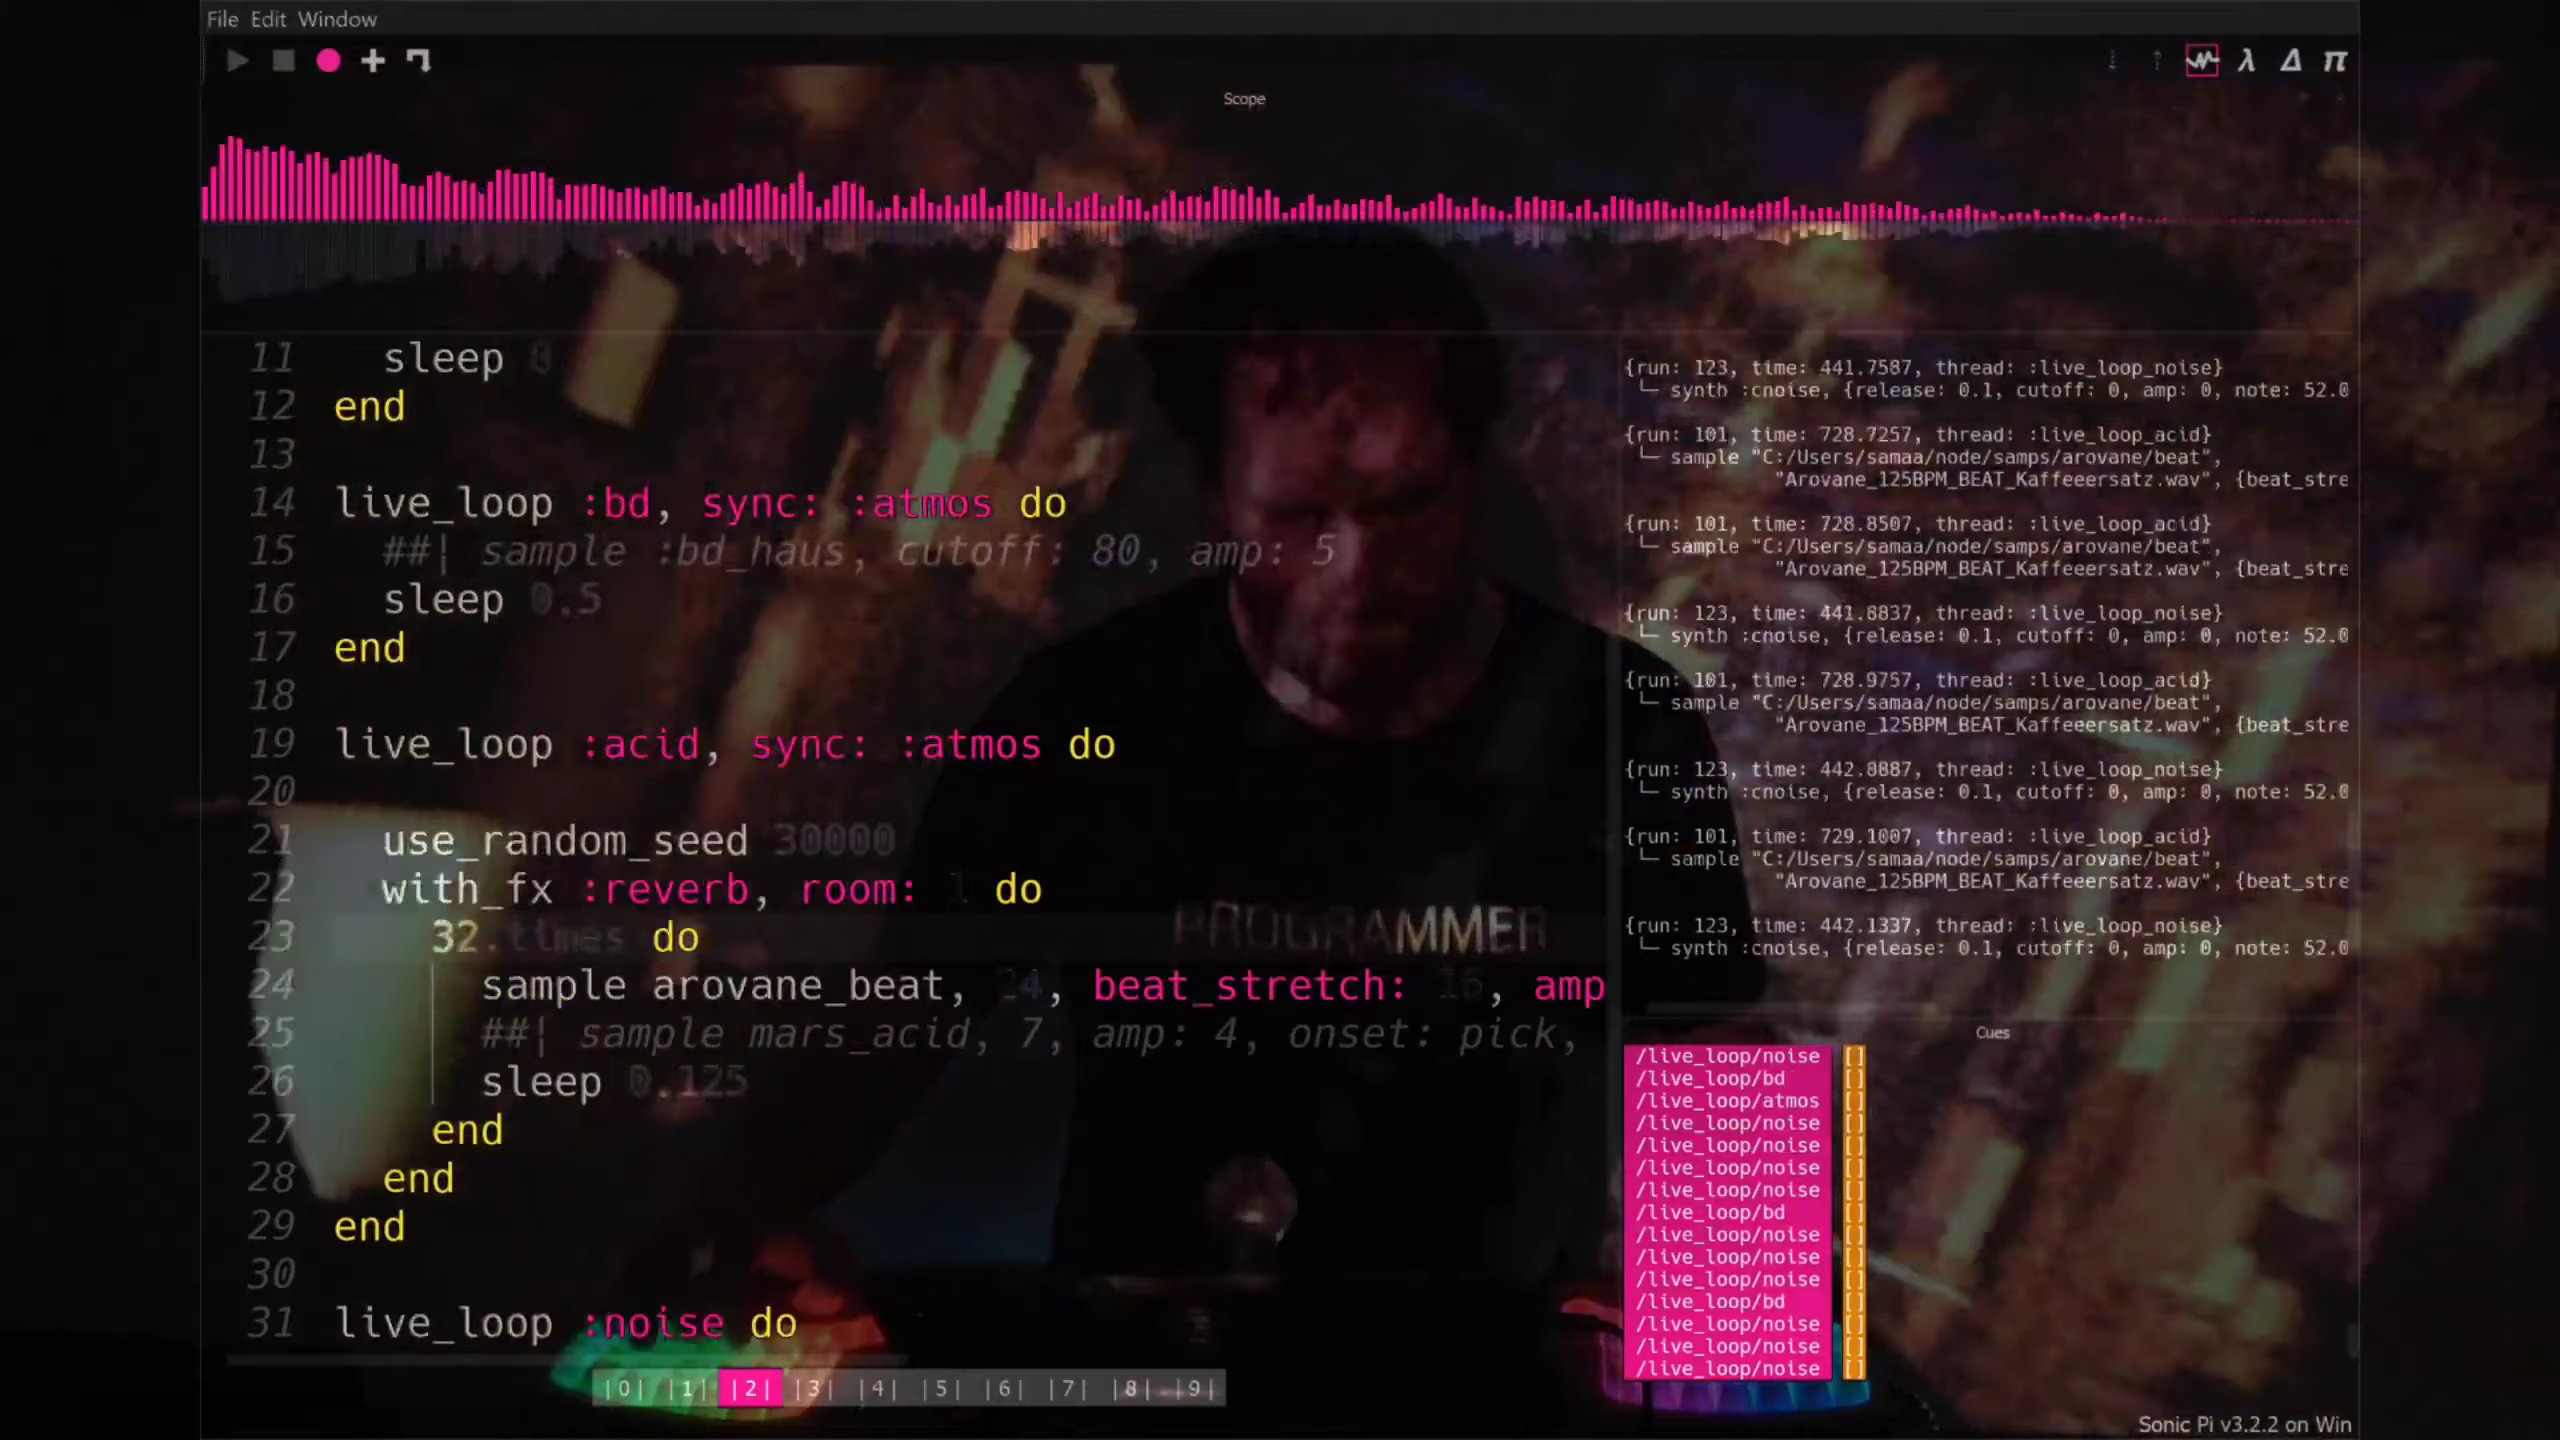 File Edit Window
Scope
11 sleep 8
12 end
13
14 live_loop :bd, sync: :atmos do
15 ##| sample :bd_haus, cutoff: 80, amp: 5
16 sleep 0.5
17 end
18
19 live_loop :acid, sync: :atmos do
20
21 use_random_seed 30000
22 with_fx :reverb, room: 1 do
23 32.times do
24 sample arovane_beat, 14, beat_stretch: 16, amp
25 ##| sample mars_acid, 7, amp: 4, onset: pick,
26 sleep 0.125
27 end
28 end
29 end
30
31 live_loop :noise do
|0| |1| |2| |3| |4| |5| |6| |7| |8| |9|
PROGRAMMER
{run: 123, time: 441.7587, thread: :live_loop_noise}
└─ synth :cnoise, {release: 0.1, cutoff: 0, amp: 0, note: 52.0
{run: 101, time: 728.7257, thread: :live_loop_acid}
└─ sample "C:/Users/samaa/node/samps/arovane/beat",
"Arovane_125BPM_BEAT_Kaffeeersatz.wav", {beat_stre
{run: 101, time: 728.8507, thread: :live_loop_acid}
└─ sample "C:/Users/samaa/node/samps/arovane/beat",
"Arovane_125BPM_BEAT_Kaffeeersatz.wav", {beat_stre
{run: 123, time: 441.8837, thread: :live_loop_noise}
└─ synth :cnoise, {release: 0.1, cutoff: 0, amp: 0, note: 52.0
{run: 101, time: 728.9757, thread: :live_loop_acid}
└─ sample "C:/Users/samaa/node/samps/arovane/beat",
"Arovane_125BPM_BEAT_Kaffeeersatz.wav", {beat_stre
{run: 123, time: 442.0087, thread: :live_loop_noise}
└─ synth :cnoise, {release: 0.1, cutoff: 0, amp: 0, note: 52.0
{run: 101, time: 729.1007, thread: :live_loop_acid}
└─ sample "C:/Users/samaa/node/samps/arovane/beat",
"Arovane_125BPM_BEAT_Kaffeeersatz.wav", {beat_stre
{run: 123, time: 442.1337, thread: :live_loop_noise}
└─ synth :cnoise, {release: 0.1, cutoff: 0, amp: 0, note: 52.0
Cues
/live_loop/noise []
/live_loop/bd []
/live_loop/atmos []
/live_loop/noise []
/live_loop/noise []
/live_loop/noise []
/live_loop/noise []
/live_loop/bd []
/live_loop/noise []
/live_loop/noise []
/live_loop/noise []
/live_loop/bd []
/live_loop/noise []
/live_loop/noise []
/live_loop/noise []
Sonic Pi v3.2.2 on Win